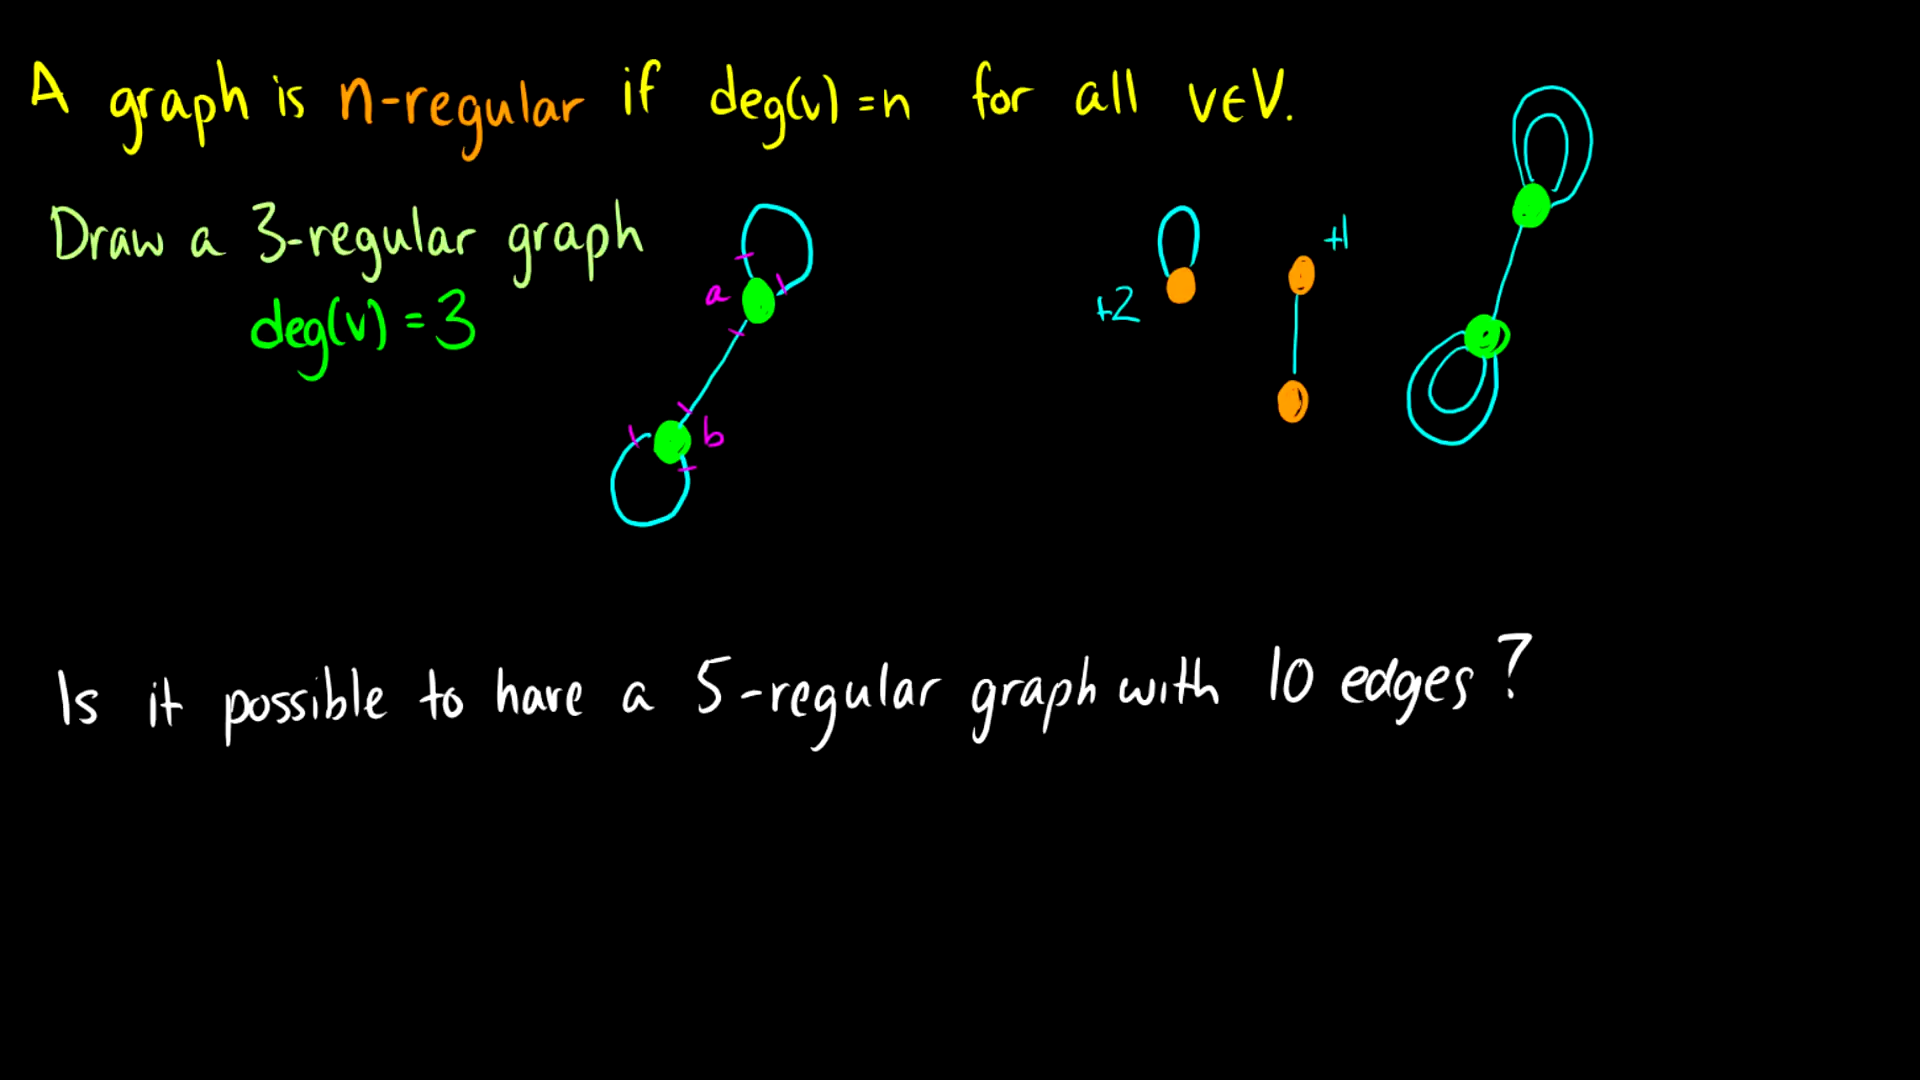 A graph is n-regular if deg(v)=n for all v∈V.
Draw a 3-regular graph
deg(v)=3
a
b
+2
+1
Is it possible to have a 5-regular graph with 10 edges?